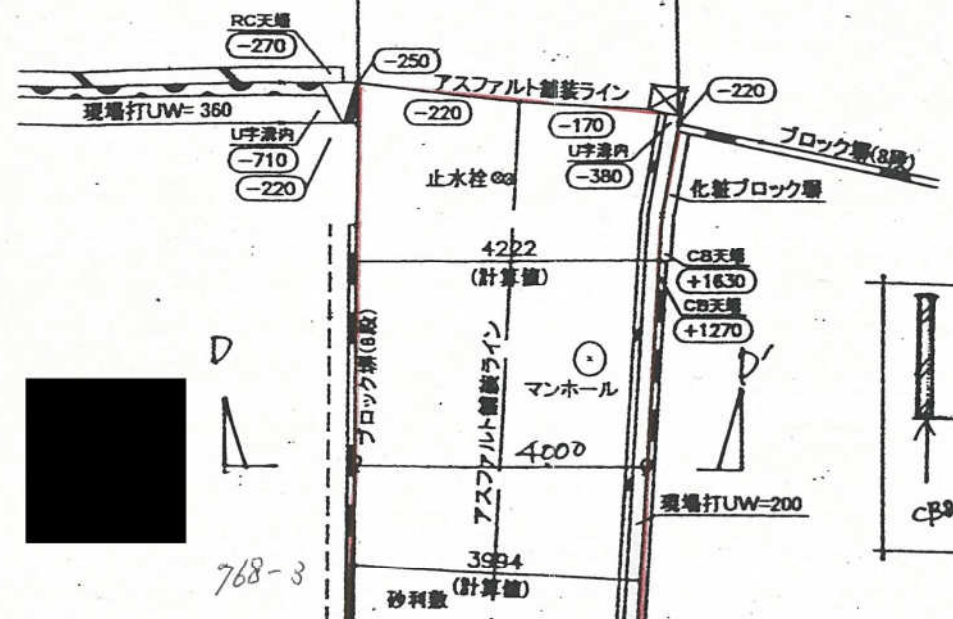 RC天端
-270
-250
アスファルト舗装ライン
-220
-220
-170
現場打UW= 360
U字溝内
-710
-220
U字溝内
-380
ブロック塀(8段)
止水栓
化粧ブロック塀
4222
(計算値)
CB天端
+1630
CB天端
+1270
D
D'
ブロック塀(8段)
アスファルト舗装ライン
マンホール
4000
現場打UW=200
768-3
3994
(計算値)
砂利敷